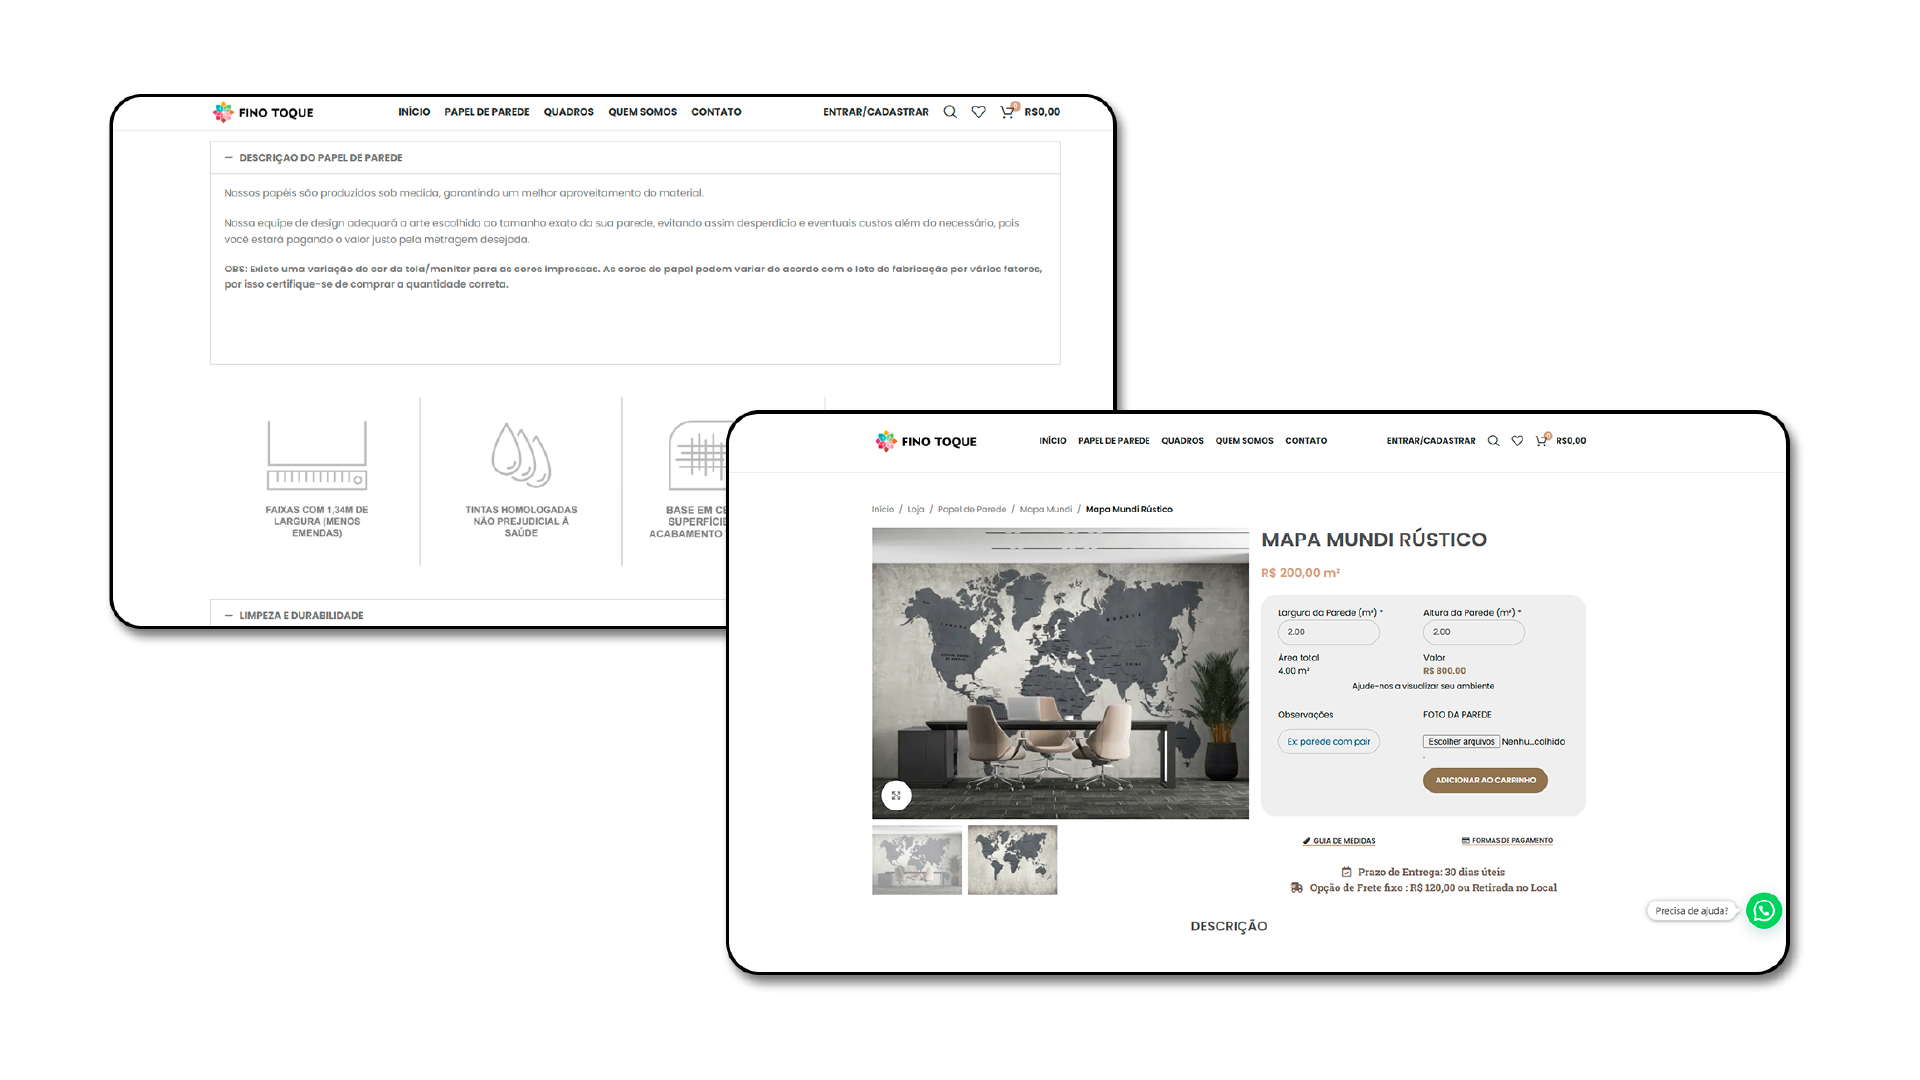 FINO TOQUE
INÍCIO PAPEL DE PAREDE QUADROS QUEM SOMOS CONTATO
ENTRAR/CADASTRAR 0 R$0,00
— DESCRIÇAO DO PAPEL DE PAREDE
Nossos papéis são produzidos sob medida, garantindo um melhor aproveitamento do material.
Nossa equipe de design adequará a arte escolhida ao tamanho exato da sua parede, evitando assim desperdício e eventuais custos além do necessário, pois
você estará pagando o valor justo pela metragem desejada.
OBS: Existe uma variação de cor da tela/monitor para as cores impressas. As cores do papel podem variar de acordo com o lote de fabricação por vários fatores,
por isso certifique-se de comprar a quantidade correta.
FAIXAS COM 1,34M DE
LARGURA (MENOS
EMENDAS)
TINTAS HOMOLOGADAS
NÃO PREJUDICIAL À
SAÚDE
BASE EM CE
SUPERFÍCIE
ACABAMENTO
— LIMPEZA E DURABILIDADE
FINO TOQUE
INÍCIO PAPEL DE PAREDE QUADROS QUEM SOMOS CONTATO
ENTRAR/CADASTRAR 0 R$0,00
Início / Loja / Papel de Parede / Mapa Mundi / Mapa Mundi Rústico
MAPA MUNDI RÚSTICO
R$ 200,00 m²
Largura da Parede (m²) *
Altura da Parede (m²) *
2.00
2.00
Área total
Valor
4.00 m²
R$ 800.00
Ajude-nos a visualizar seu ambiente
Observações
FOTO DA PAREDE
Ex: parede com pair
Escolher arquivos Nenhu...colhido
ADICIONAR AO CARRINHO
GUIA DE MEDIDAS
FORMAS DE PAGAMENTO
Prazo de Entrega: 30 dias úteis
Opção de Frete fixo : R$ 120,00 ou Retirada no Local
DESCRIÇÃO
Precisa de ajuda?